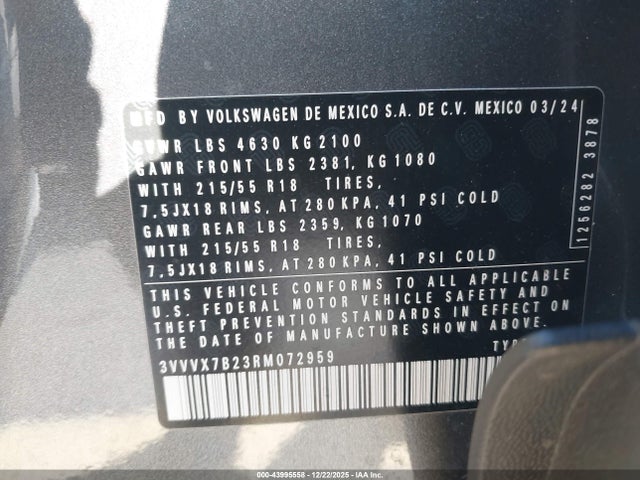 MFD BY VOLKSWAGEN DE MEXICO S.A. DE C.V. MEXICO 03/24
GVWR LBS 4630 KG 2100
GAWR FRONT LBS 2381, KG 1080
WITH 215/55 R18 TIRES,
7,5JX18 RIMS, AT 280 KPA, 41 PSI COLD
GAWR REAR LBS 2359, KG 1070
WITH 215/55 R18 TIRES,
7,5JX18 RIMS, AT 280 KPA, 41 PSI COLD
1256282 3878
THIS VEHICLE CONFORMS TO ALL APPLICABLE
U.S. FEDERAL MOTOR VEHICLE SAFETY AND
THEFT PREVENTION STANDARDS IN EFFECT ON
THE DATE OF MANUFACTURE SHOWN ABOVE.
3VVVX7B23RM072959
000-43995558 - 12/22/2025 - IAA.com